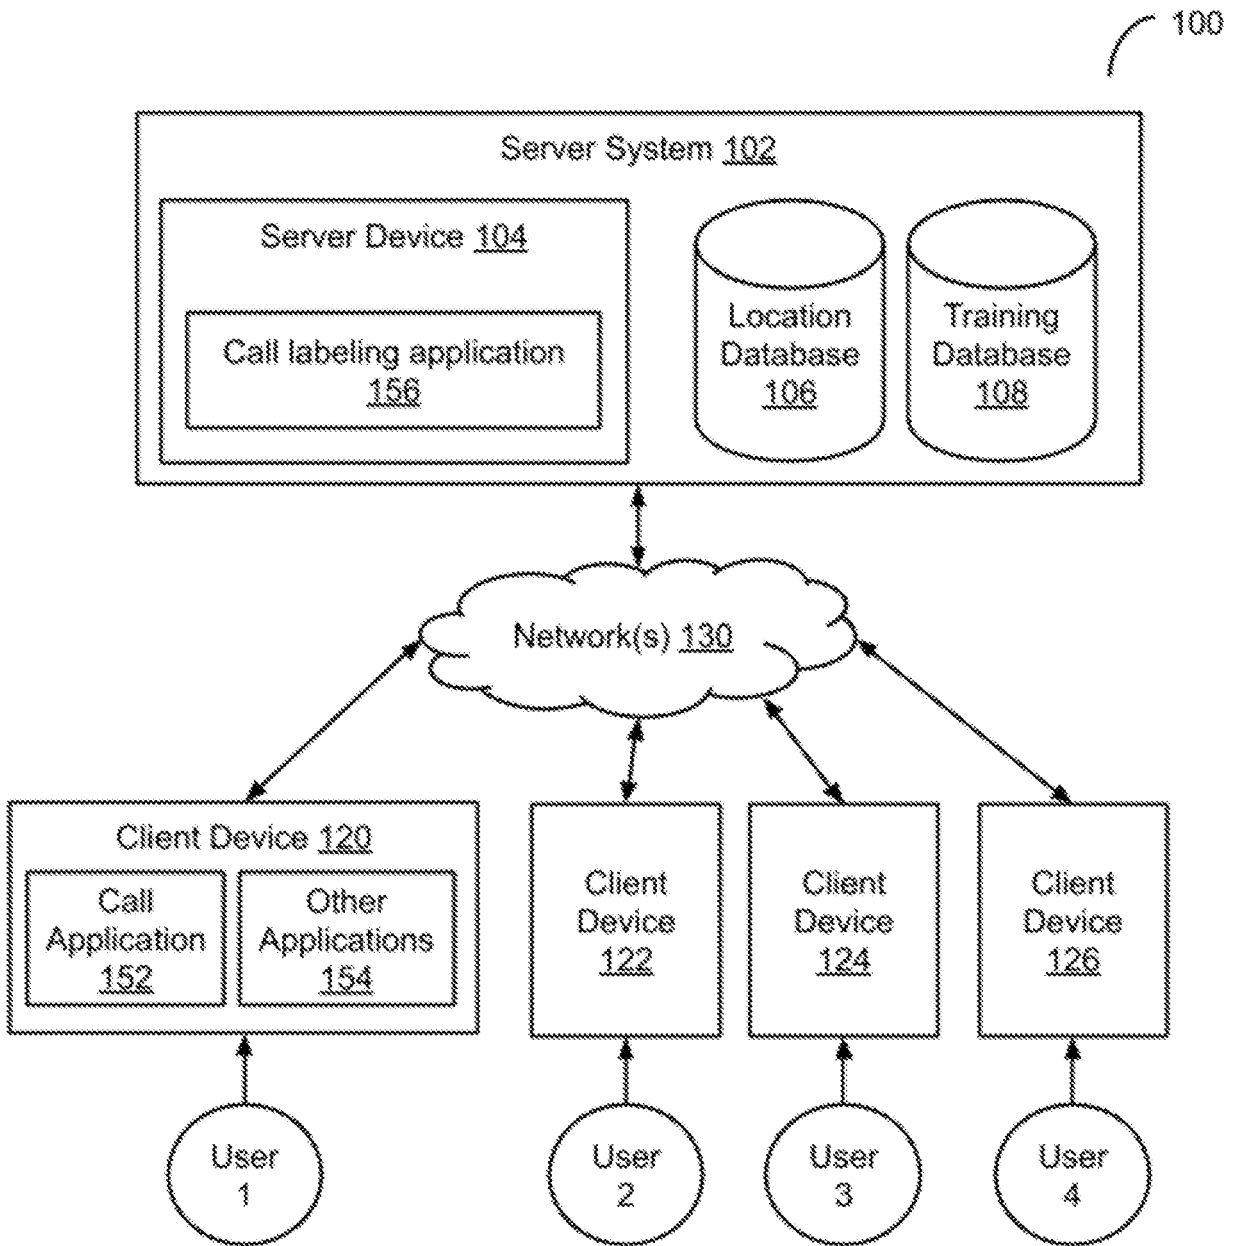 100
Server System 102
Server Device 104
Call labeling application
156
Location
Database
106
Training
Database
108
Network(s) 130
Client Device 120
Call
Application
152
Other
Applications
154
Client
Device
122
Client
Device
124
Client
Device
126
User
1
User
2
User
3
User
4